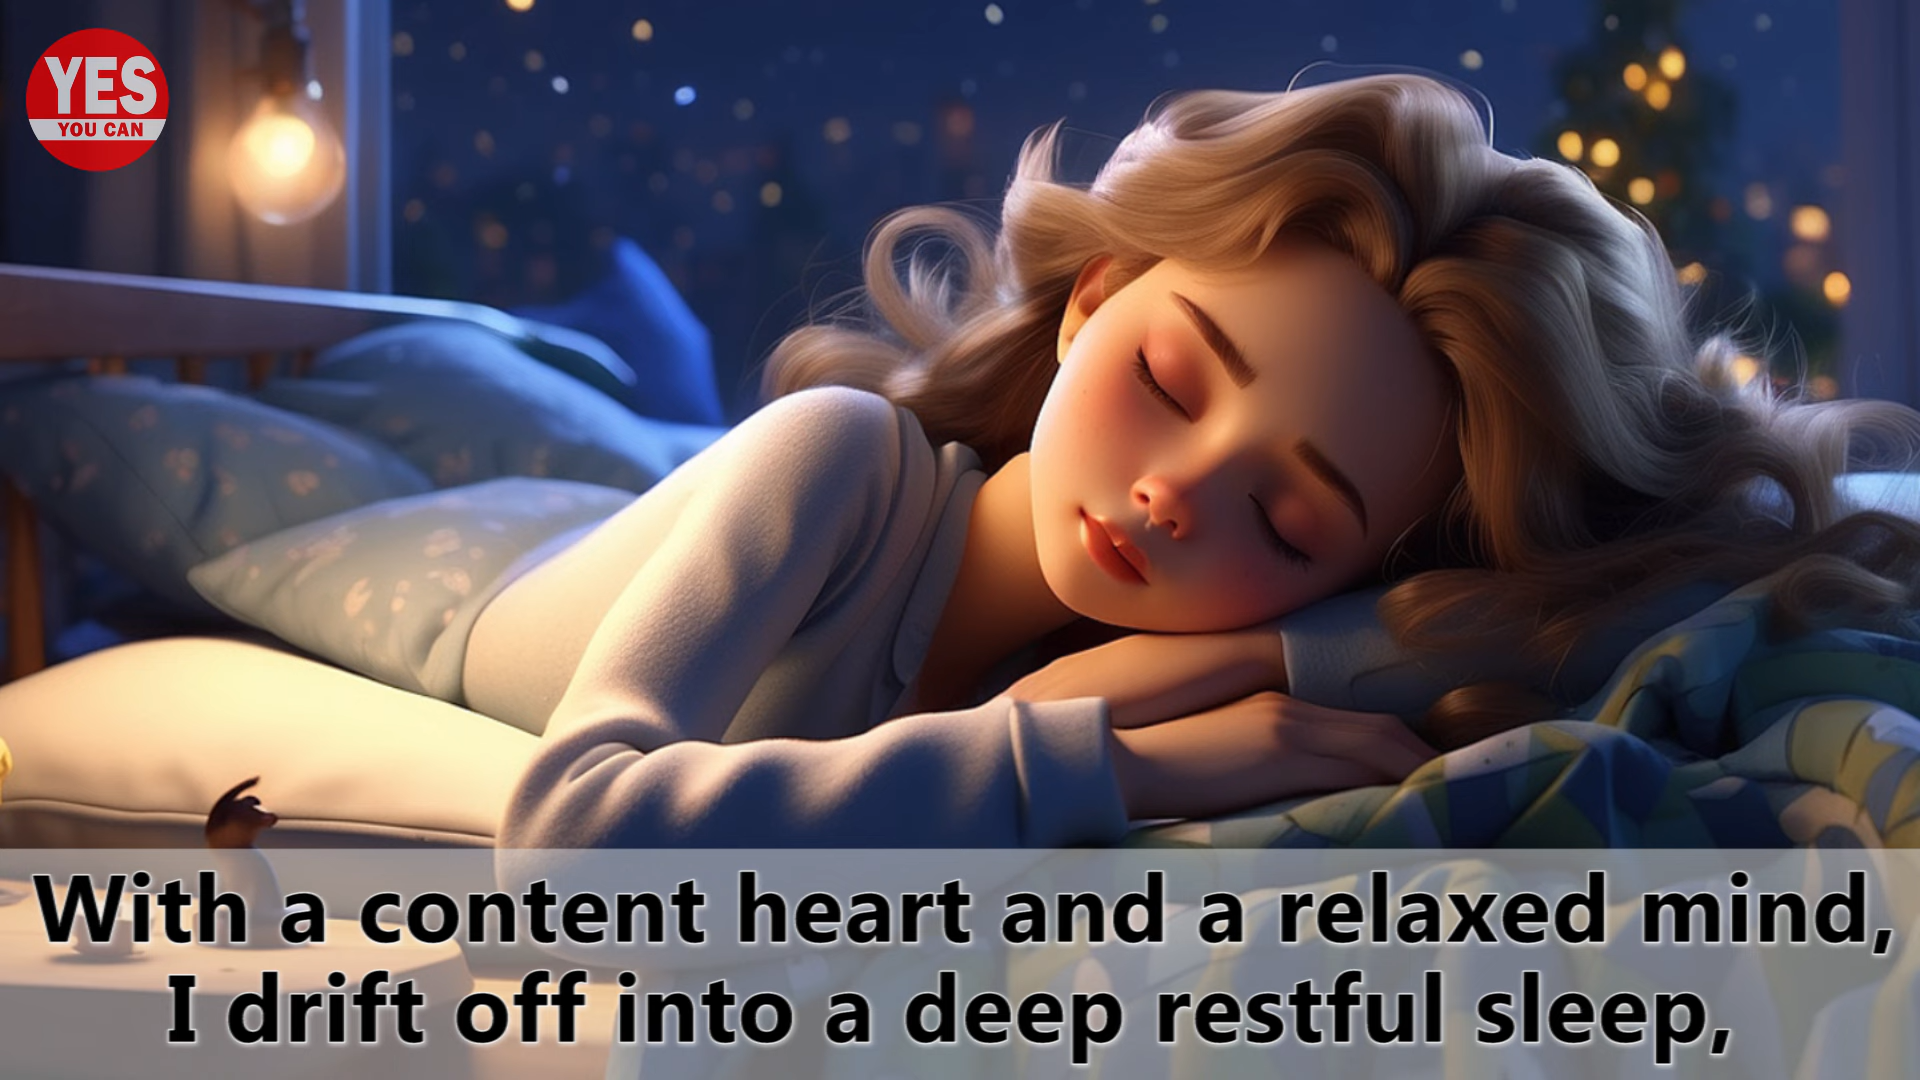 YES
YOU CAN
With a content heart and a relaxed mind,
I drift off into a deep restful sleep,